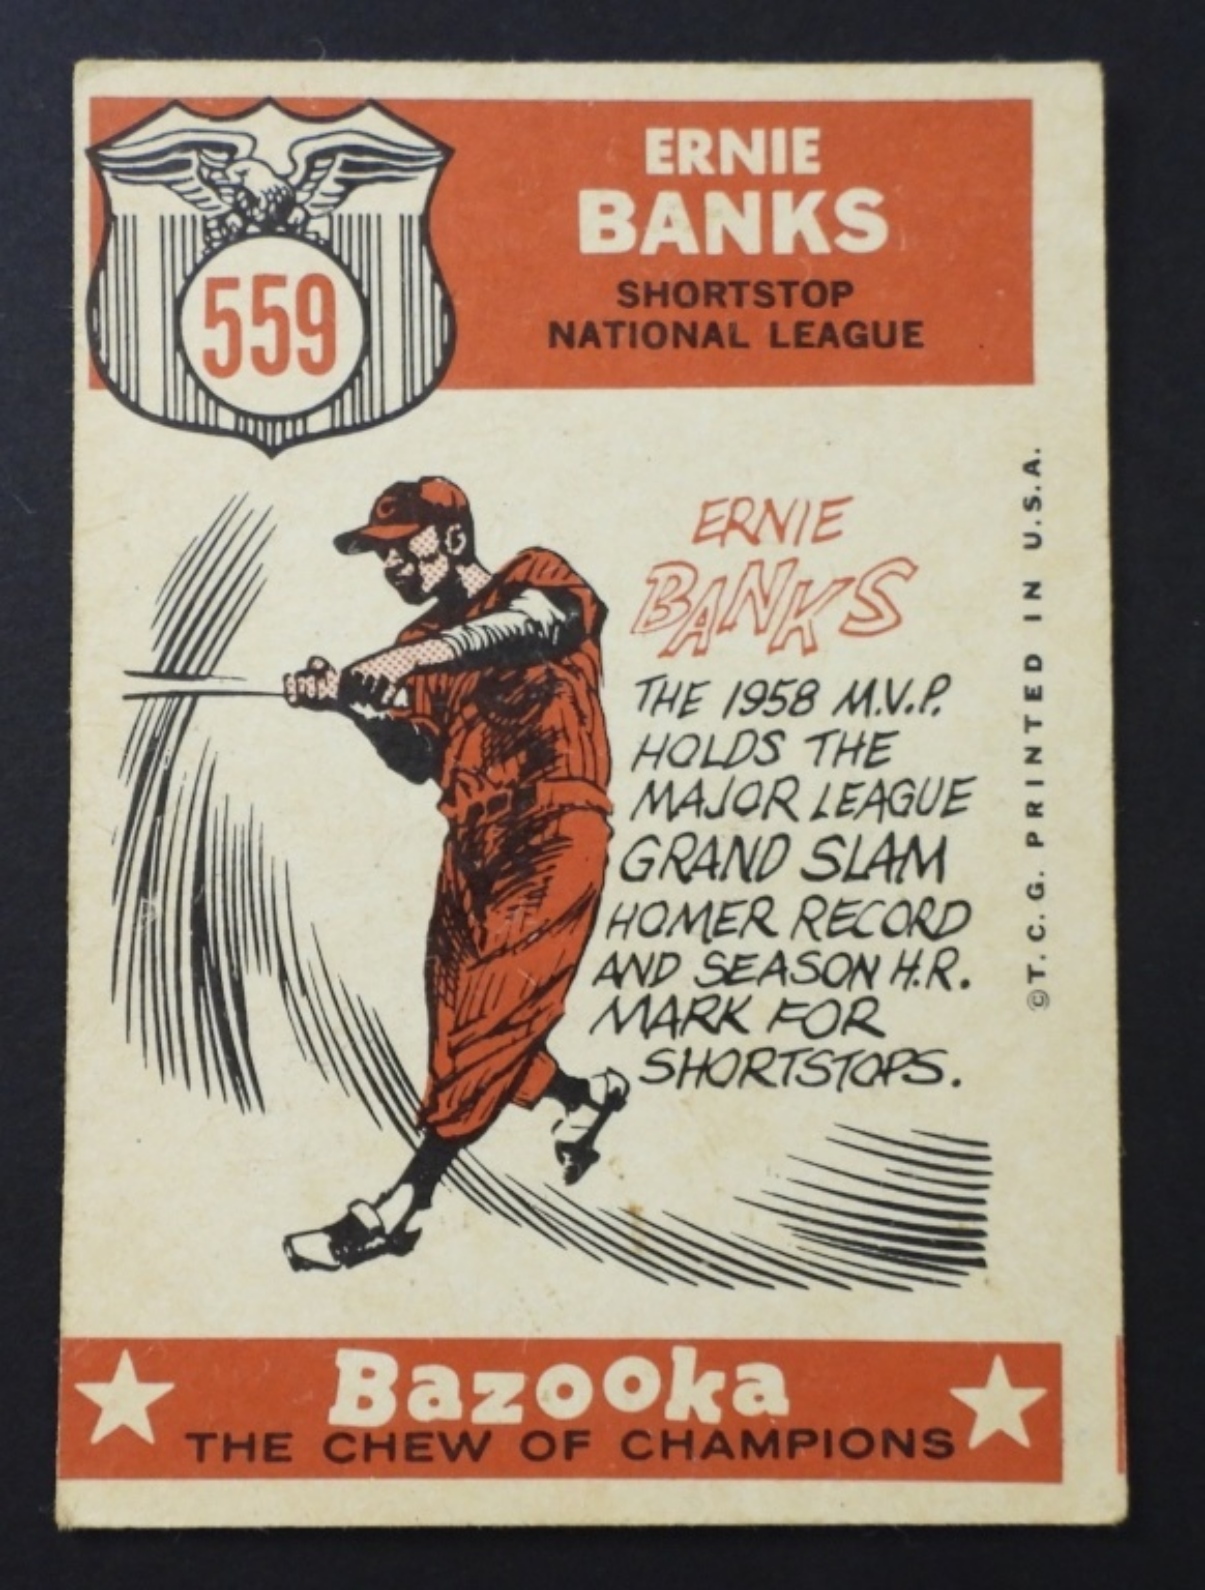 559
ERNIE
BANKS
SHORTSTOP
NATIONAL LEAGUE
C
ERNIE
BANKS
THE 1958 M.V.P.
HOLDS THE
MAJOR LEAGUE
GRAND SLAM
HOMER RECORD
AND SEASON H.R.
MARK FOR
SHORTSTOPS.
©T.C.G. PRINTED IN U.S.A.
Bazooka
THE CHEW OF CHAMPIONS